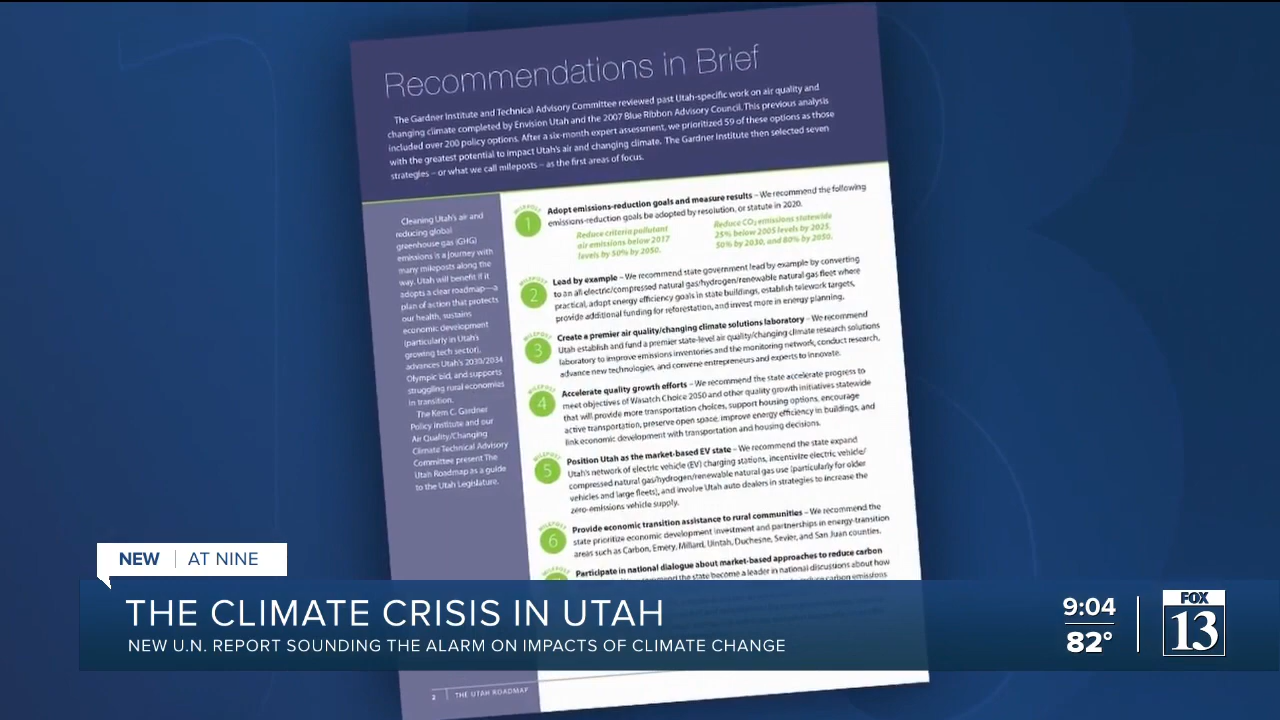 Recommendations in Brief
The Gardner Institute and Technical Advisory Committee reviewed past Utah-specific work on air quality and
changing climate completed by Envision Utah and the 2007 Blue Ribbon Advisory Council. This previous analysis
included over 200 policy options. After a six-month expert assessment, we prioritized 59 of these options as those
with the greatest potential to impact Utah's air and changing climate. The Gardner Institute then selected seven
strategies – or what we call mileposts – as the first areas of focus.
Cleaning Utah's air and
reducing global
greenhouse gas (GHG)
emissions is a journey with
many mileposts along the
way. Utah will benefit if it
adopts a clear roadmap—a
plan of action that protects
our health, sustains
economic development
(particularly in Utah's
growing tech sector),
advances Utah's 2030/2034
Olympic bid, and supports
struggling rural economies
in transition.
The Kem C. Gardner
Policy Institute and our
Air Quality/Changing
Climate Technical Advisory
Committee present The
Utah Roadmap as a guide
to the Utah Legislature.
MILEPOST
1
Adopt emissions-reduction goals and measure results – We recommend the following
emissions-reduction goals be adopted by resolution, or statute in 2020.
Reduce criteria pollutant
air emissions below 2017
levels by 50% by 2050.
Reduce CO₂ emissions statewide
25% below 2005 levels by 2025,
50% by 2030, and 80% by 2050.
MILEPOST
2
Lead by example – We recommend state government lead by example by converting
to an all electric/compressed natural gas/hydrogen/renewable natural gas fleet where
practical, adopt energy efficiency goals in state buildings, establish telework targets,
provide additional funding for reforestation, and invest more in energy planning.
MILEPOST
3
Create a premier air quality/changing climate solutions laboratory – We recommend
Utah establish and fund a premier state-level air quality/changing climate research solutions
laboratory to improve emissions inventories and the monitoring network, conduct research,
advance new technologies, and convene entrepreneurs and experts to innovate.
MILEPOST
4
Accelerate quality growth efforts – We recommend the state accelerate progress to
meet objectives of Wasatch Choice 2050 and other quality growth initiatives statewide
that will provide more transportation choices, support housing options, encourage
active transportation, preserve open space, improve energy efficiency in buildings, and
link economic development with transportation and housing decisions.
MILEPOST
5
Position Utah as the market-based EV state – We recommend the state expand
Utah's network of electric vehicle (EV) charging stations, incentivize electric vehicle/
compressed natural gas/hydrogen/renewable natural gas use (particularly for older
vehicles and large fleets), and involve Utah auto dealers in strategies to increase the
zero-emissions vehicle supply.
MILEPOST
6
Provide economic transition assistance to rural communities – We recommend the
state prioritize economic development investment and partnerships in energy-transition
areas such as Carbon, Emery, Millard, Uintah, Duchesne, Sevier, and San Juan counties.
MILEPOST
Participate in national dialogue about market-based approaches to reduce carbon
the state become a leader in national discussions about how
carbon emissions
2 | THE UTAH ROADMAP
NEW | AT NINE
THE CLIMATE CRISIS IN UTAH
NEW U.N. REPORT SOUNDING THE ALARM ON IMPACTS OF CLIMATE CHANGE
9:04
82°
FOX
13